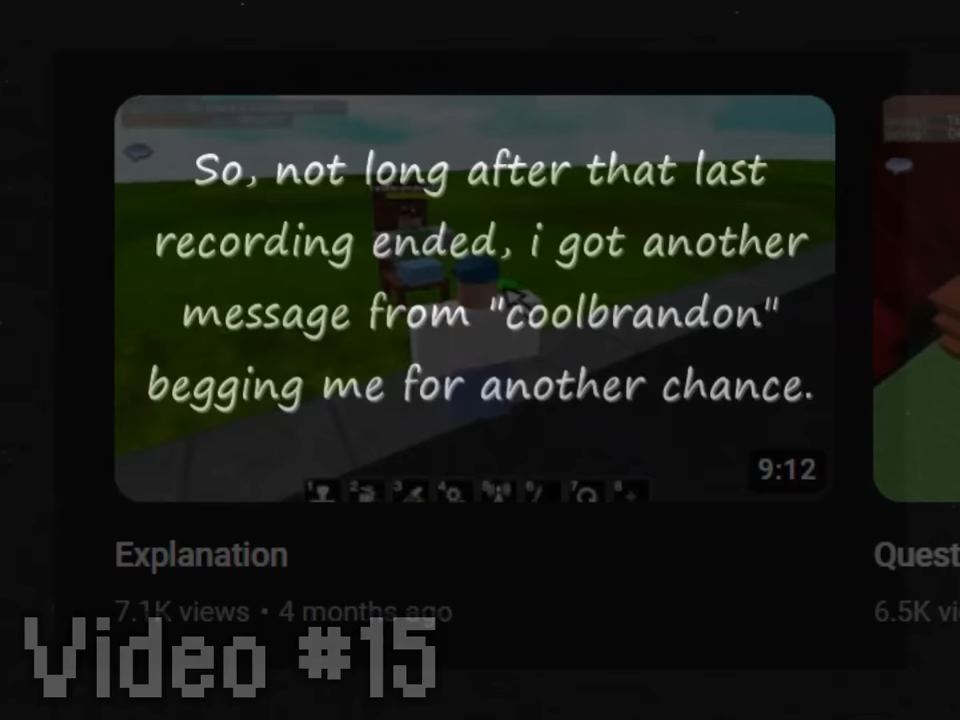 So, not long after that last
recording ended, i got another
message from "coolbrandon"
begging me for another chance.
9:12
Explanation
Quest
7.1K views • 4 months ago
6.5K vi
Video #15